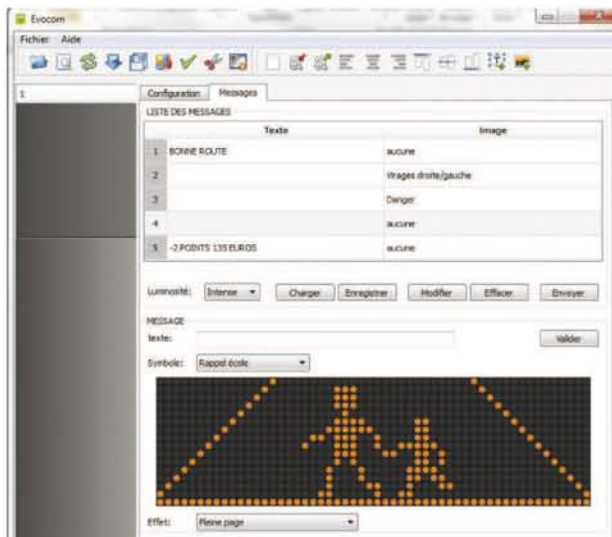 Evocom
Fichier Aide
1
Configuration Messages
LISTE DES MESSAGES
Texte Image
1 BONNE ROUTE aucune
2 Virages droite/gauche
3 Danger
4 aucune
5 -2 POINTS 135 EUROS aucune
Luminosité: Intense Charger Enregistrer Modifier Effacer Envoyer
MESSAGE
texte: Valider
Symbole: Rappel école
Effet: Pleine page